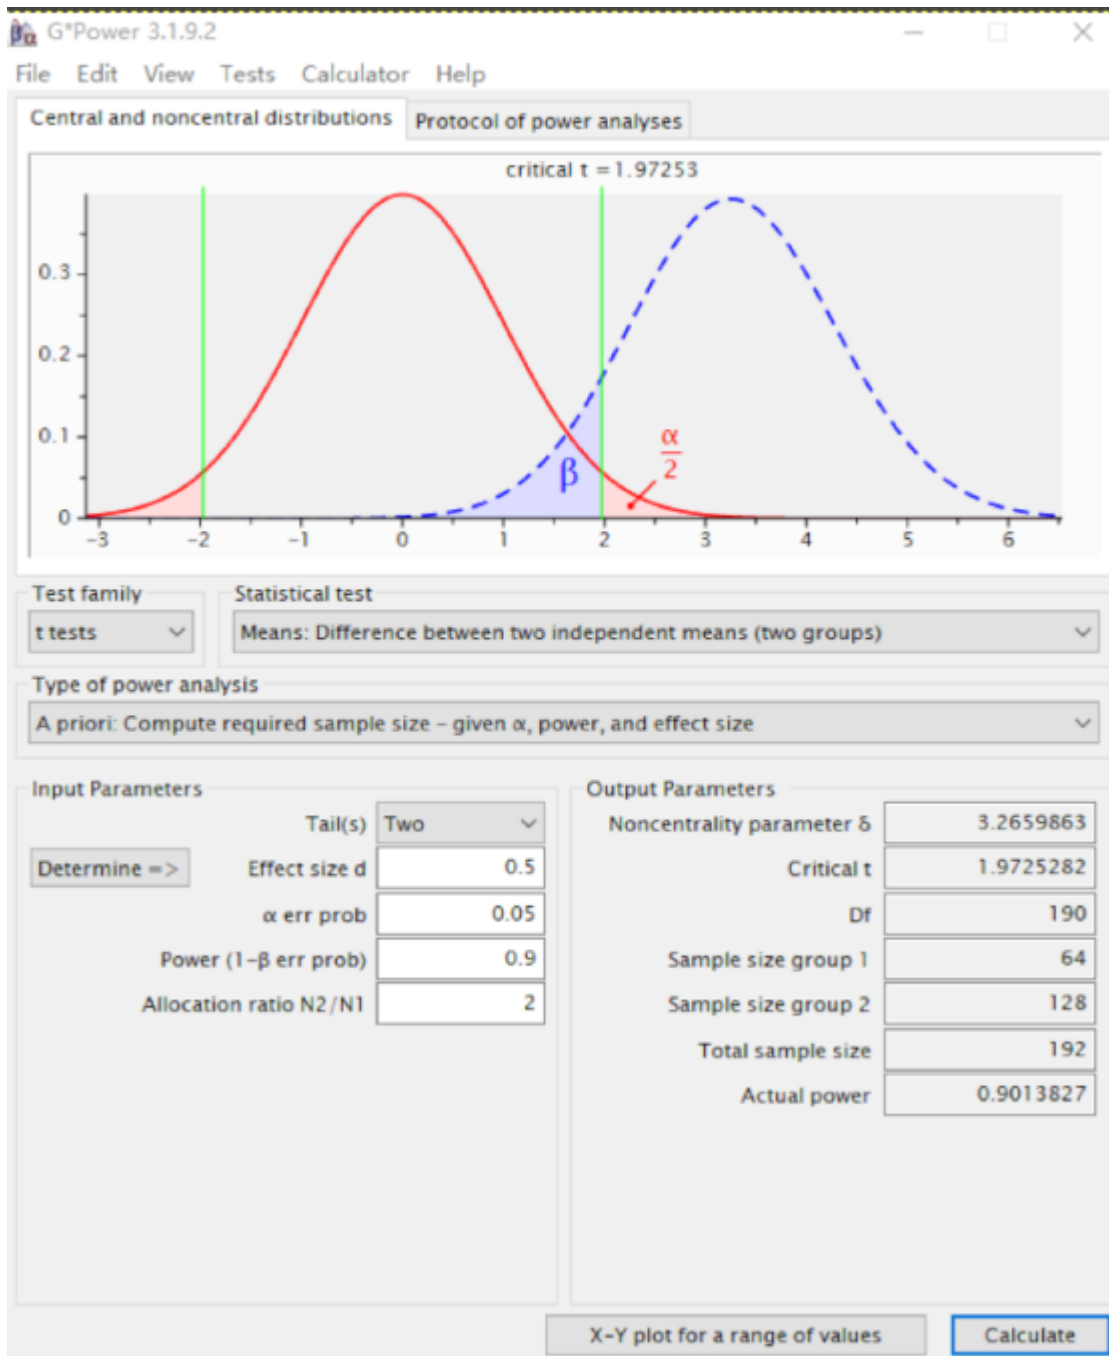 G*Power 3.1.9.2
File Edit View Tests Calculator Help
Central and noncentral distributions Protocol of power analyses
critical t = 1.97253
0.3
0.2
0.1
0
β
α
2
-3 -2 -1 0 1 2 3 4 5 6
Test family Statistical test
t tests Means: Difference between two independent means (two groups)
Type of power analysis
A priori: Compute required sample size – given α, power, and effect size
Input Parameters Output Parameters
Tail(s) Two Noncentrality parameter δ 3.2659863
Determine => Effect size d 0.5 Critical t 1.9725282
α err prob 0.05 Df 190
Power (1-β err prob) 0.9 Sample size group 1 64
Allocation ratio N2/N1 2 Sample size group 2 128
Total sample size 192
Actual power 0.9013827
X-Y plot for a range of values Calculate